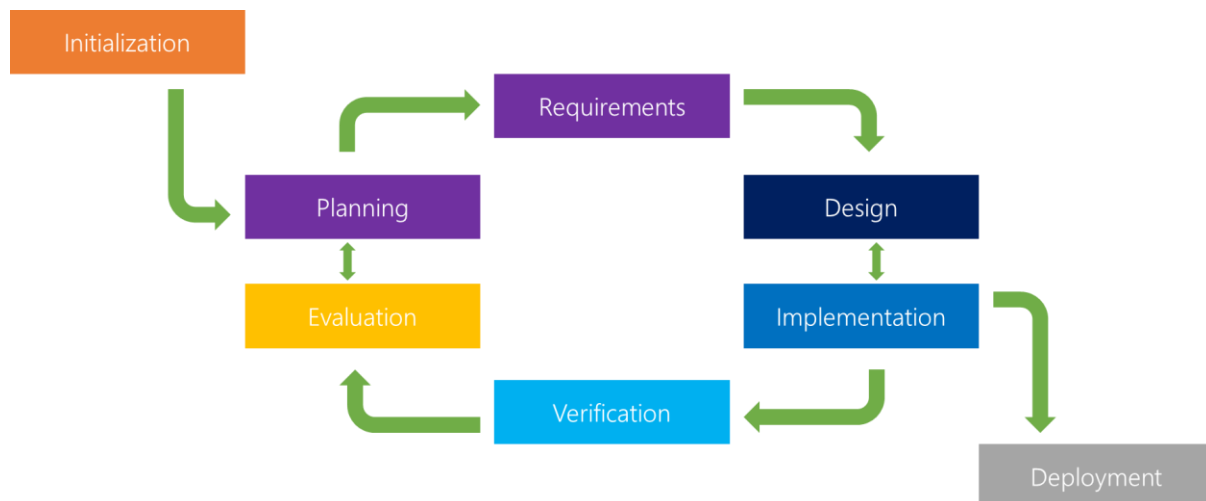 Initialization
Requirements
Planning
Design
Evaluation
Implementation
Verification
Deployment